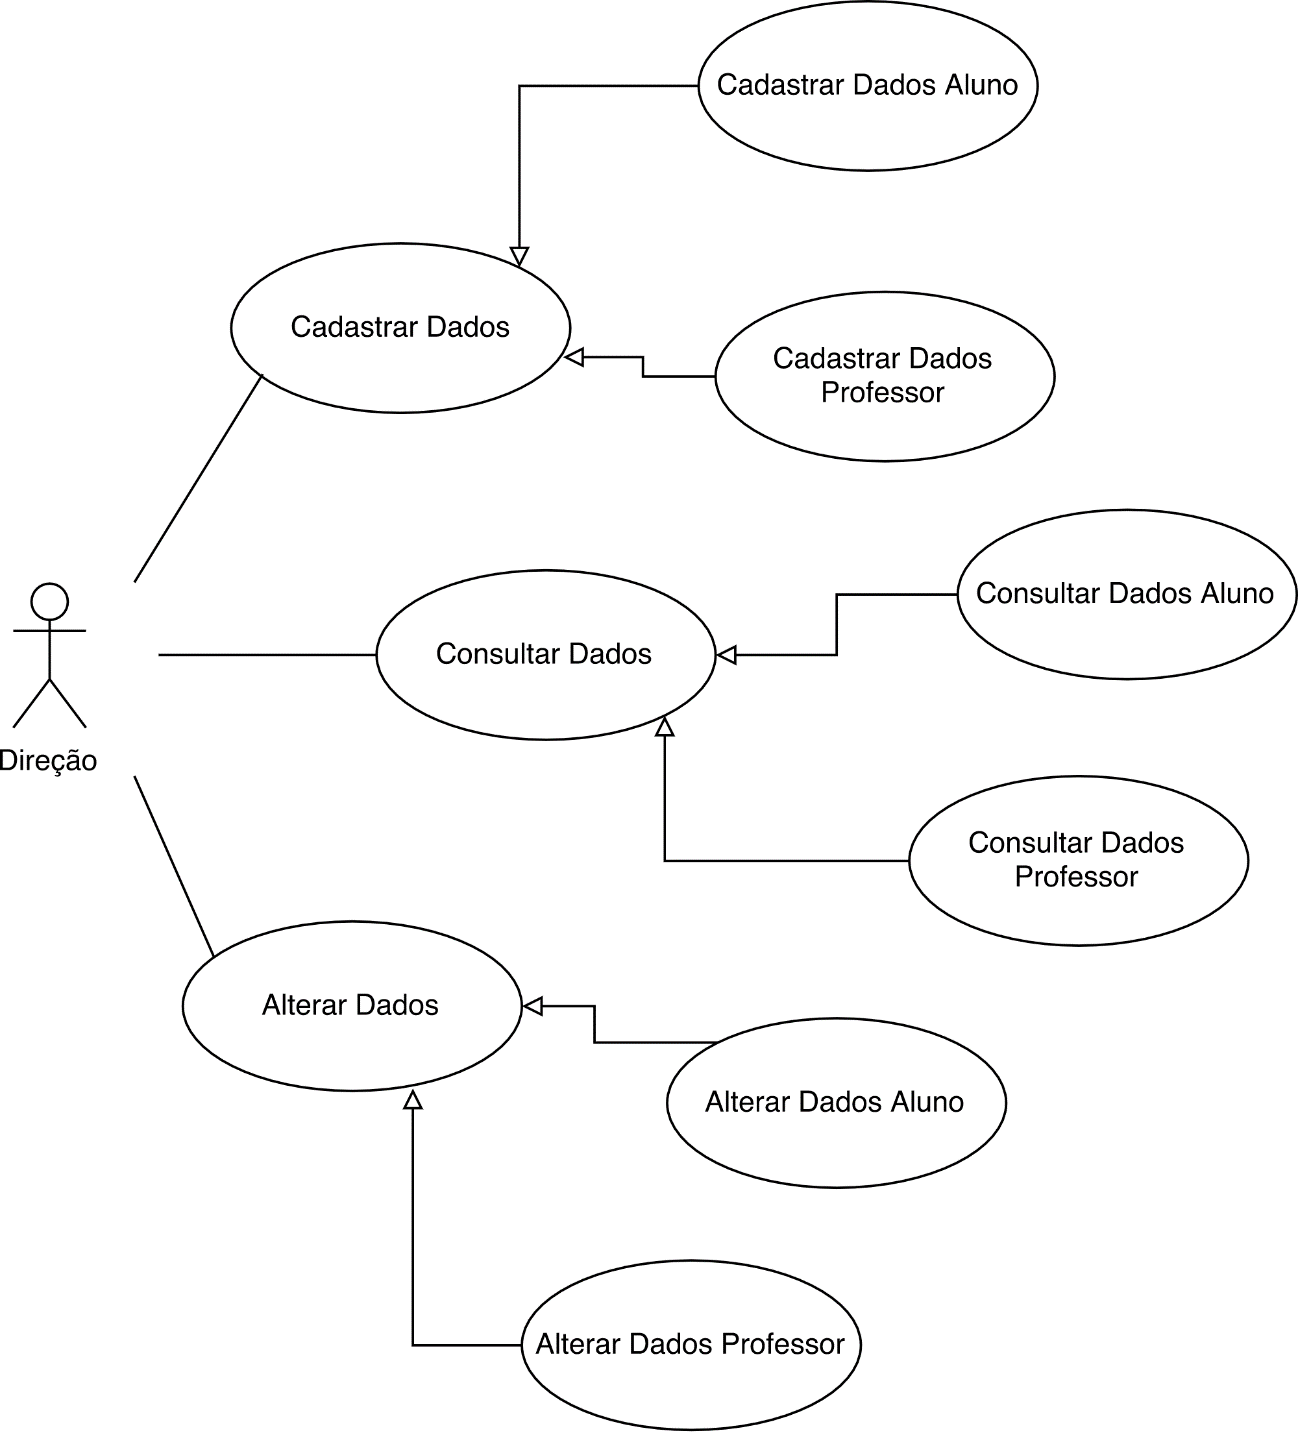 Cadastrar Dados Aluno
Cadastrar Dados
Cadastrar Dados
Professor
Consultar Dados Aluno
Consultar Dados
Direção
Consultar Dados
Professor
Alterar Dados
Alterar Dados Aluno
Alterar Dados Professor